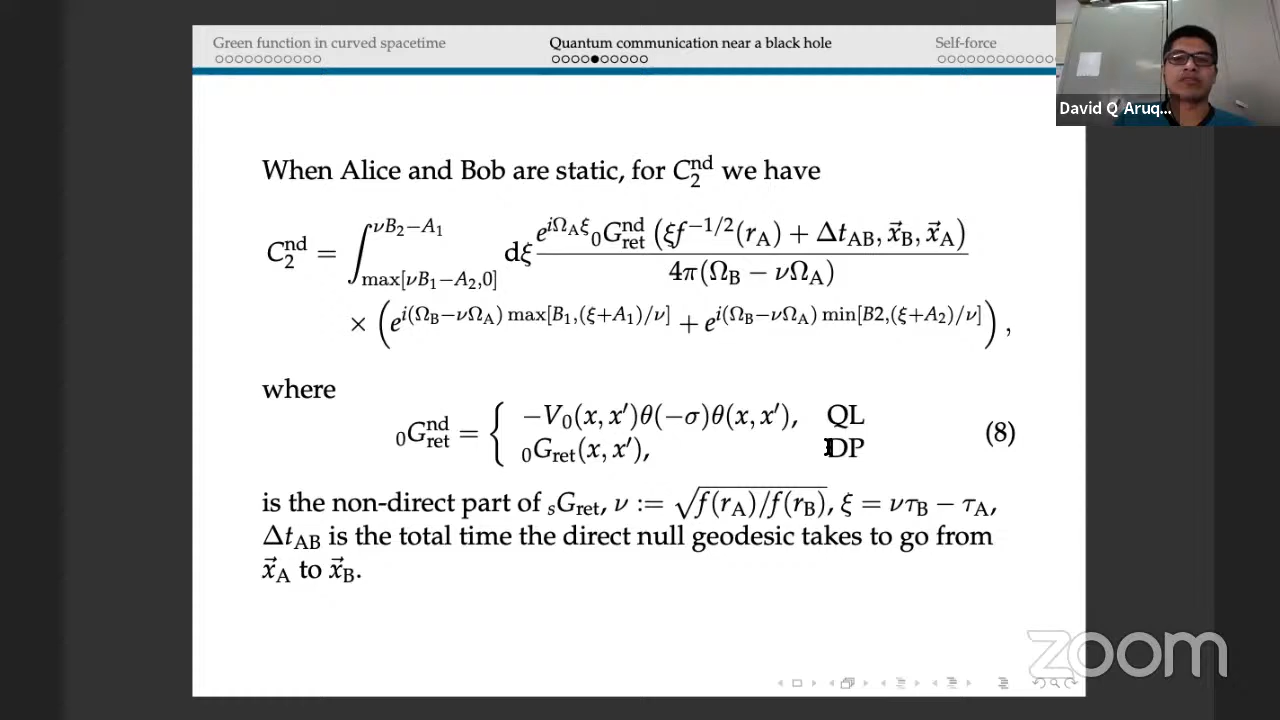 Green function in curved spacetime Quantum communication near a black hole Self-force
David Q Aruq...
When Alice and Bob are static, for C₂ⁿᵈ we have
C₂ⁿᵈ = ∫_{max[νB₁−A₂,0]}^{νB₂−A₁} dξ e^{iΩ_Aξ} ₀G_ret^{nd} (ξf^{−1/2}(r_A) + Δt_AB, x⃗_B, x⃗_A) / 4π(Ω_B − νΩ_A)
× (e^{i(Ω_B−νΩ_A) max[B₁,(ξ+A₁)/ν]} + e^{i(Ω_B−νΩ_A) min[B2,(ξ+A₂)/ν]}),
where
₀G_ret^{nd} = { −V₀(x, x′)θ(−σ)θ(x, x′), QL
₀G_ret(x, x′), DP (8)
is the non-direct part of ₛG_ret, ν := √f(r_A)/f(r_B), ξ = ντ_B − τ_A,
Δt_AB is the total time the direct null geodesic takes to go from
x⃗_A to x⃗_B.
zoom